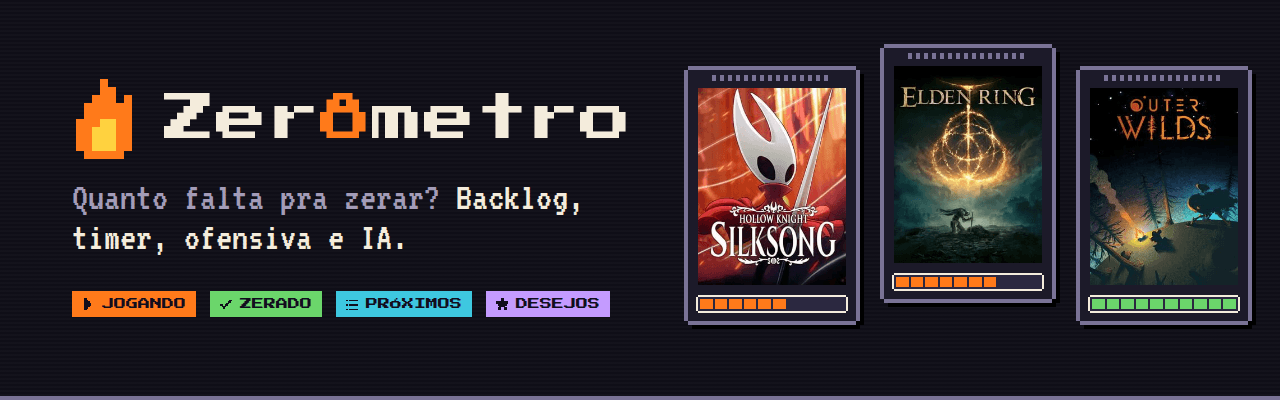 Zerômetro
Quanto falta pra zerar? Backlog,
timer, ofensiva e IA.
JOGANDO
ZERADO
PRóXIMOS
DESEJOS
HOLLOW KNIGHT
SILKSONG
ELDEN RING
OUTER
WILDS